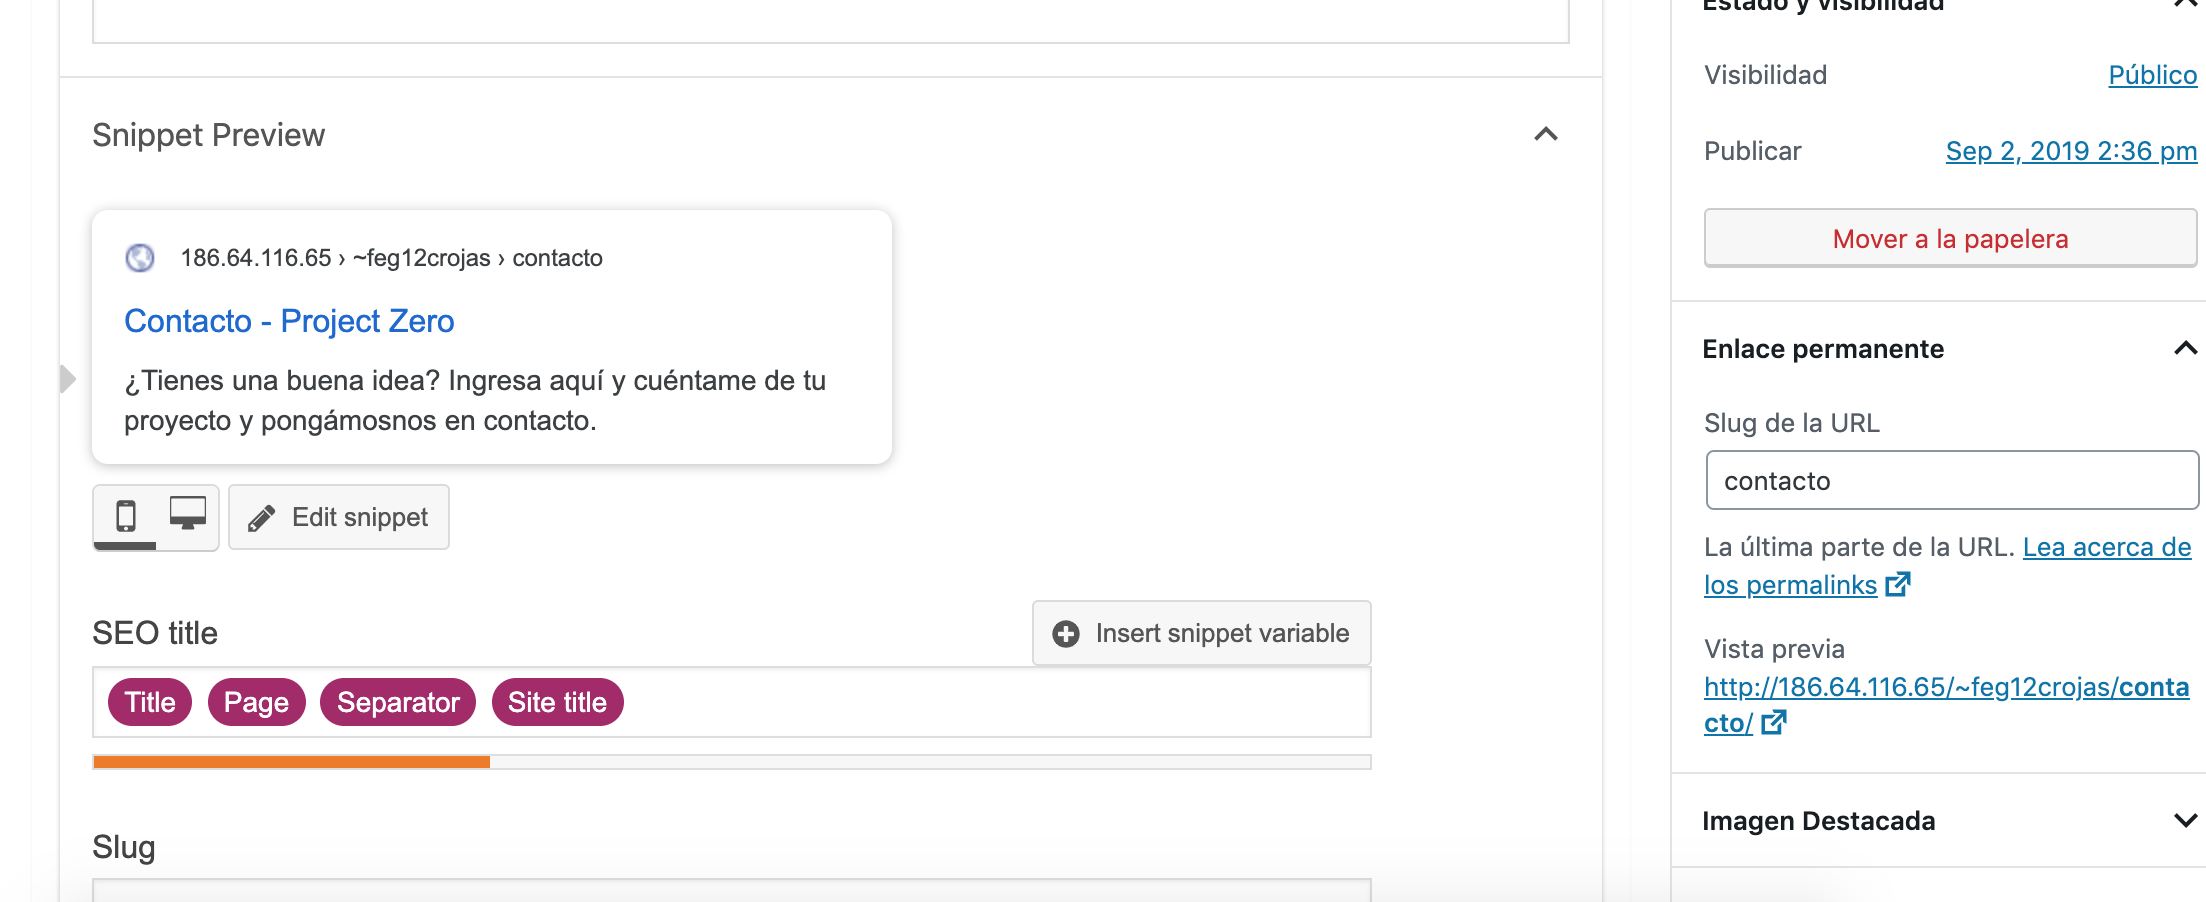 Snippet Preview
186.64.116.65 › ~feg12crojas › contacto
Contacto - Project Zero
¿Tienes una buena idea? Ingresa aquí y cuéntame de tu
proyecto y pongámosnos en contacto.
Edit snippet
SEO title
Insert snippet variable
Title Page Separator Site title
Slug
Estado y visibilidad
Visibilidad Público
Publicar Sep 2, 2019 2:36 pm
Mover a la papelera
Enlace permanente
Slug de la URL
contacto
La última parte de la URL. Lea acerca de
los permalinks
Vista previa
http://186.64.116.65/~feg12crojas/conta
cto/
Imagen Destacada